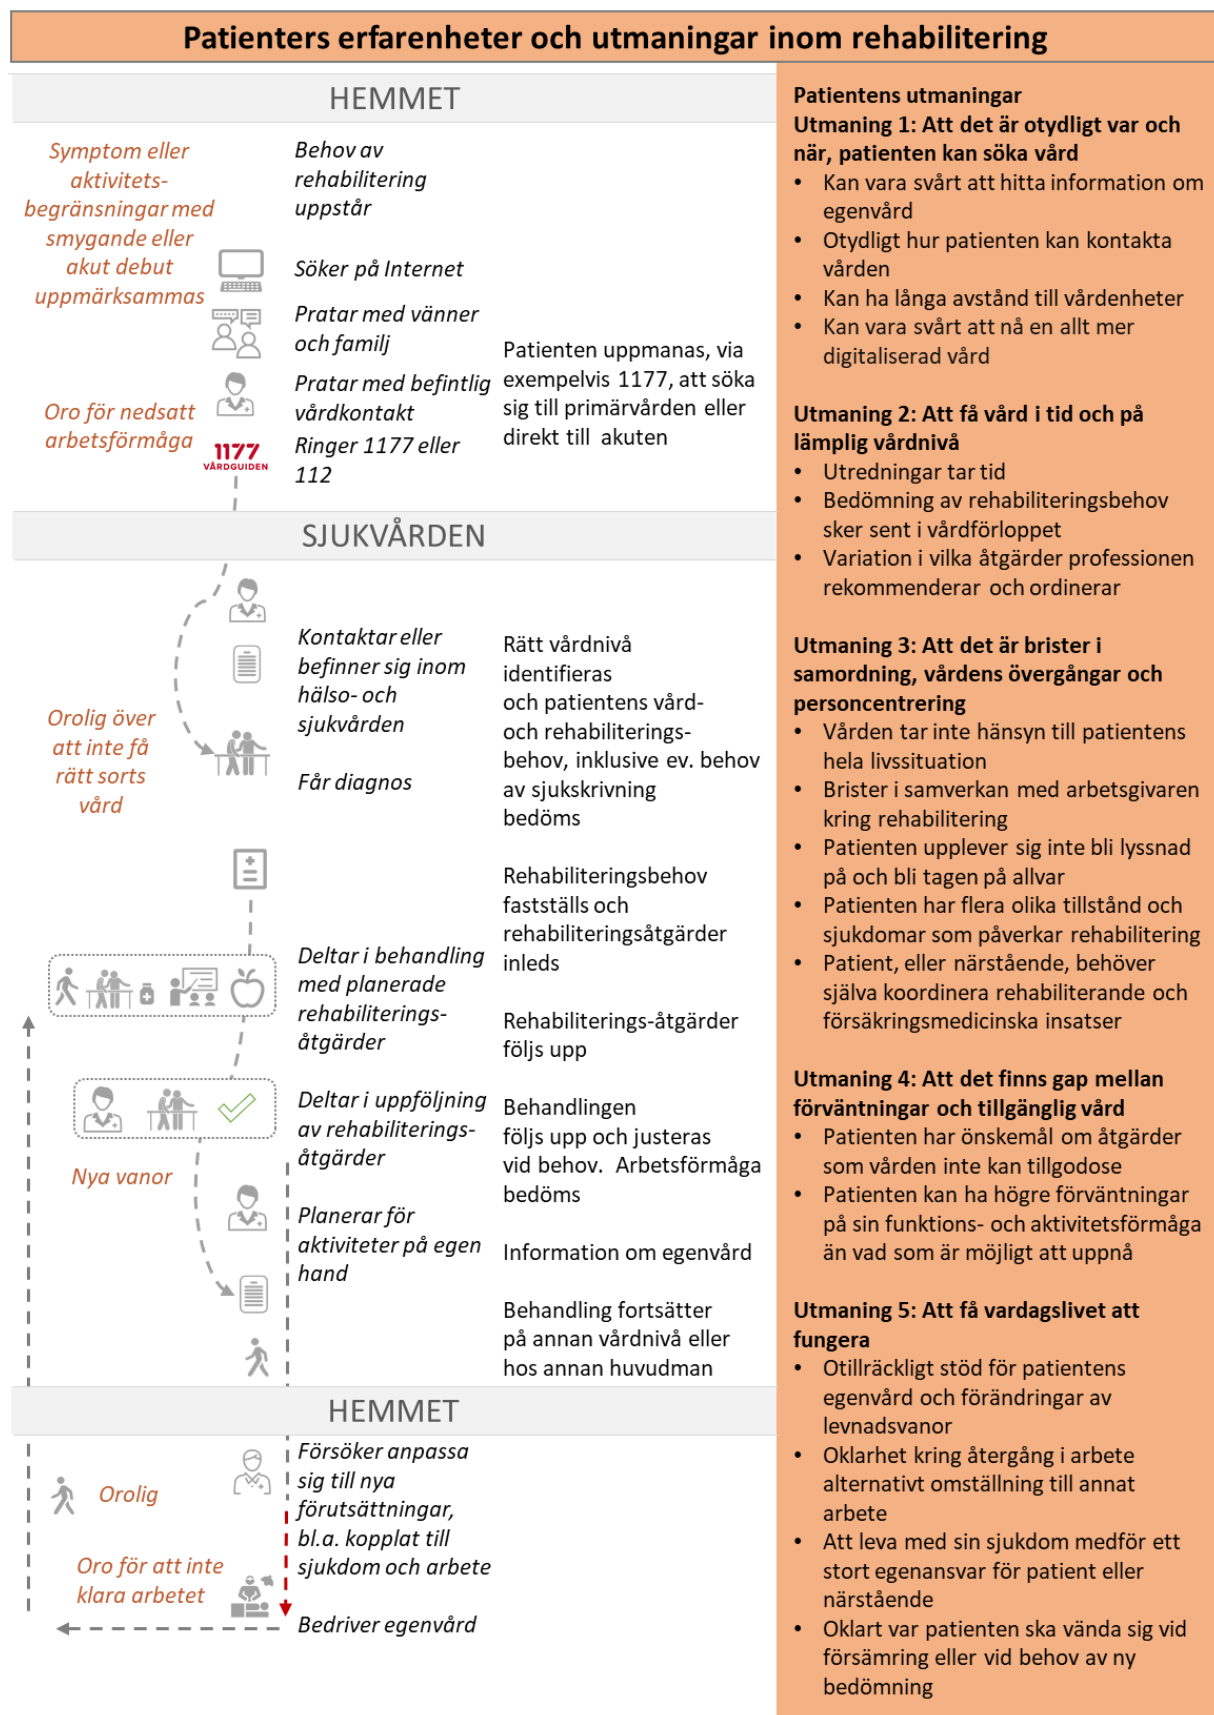 Patienters erfarenheter och utmaningar inom rehabilitering
HEMMET
Symptom eller
aktivitets-
begränsningar med
smygande eller
akut debut
uppmärksammas
Oro för nedsatt
arbetsförmåga
1177
VÅRDGUIDEN
Behov av
rehabilitering
uppstår
Söker på Internet
Pratar med vänner
och familj
Pratar med befintlig
vårdkontakt
Ringer 1177 eller
112
Patienten uppmanas, via
exempelvis 1177, att söka
sig till primärvården eller
direkt till akuten
SJUKVÅRDEN
Orolig över
att inte få
rätt sorts
vård
Nya vanor
Kontaktar eller
befinner sig inom
hälso- och
sjukvården
Får diagnos
Deltar i behandling
med planerade
rehabiliterings-
åtgärder
Deltar i uppföljning
av rehabiliterings-
åtgärder
Planerar för
aktiviteter på egen
hand
Rätt vårdnivå
identifieras
och patientens vård-
och rehabiliterings-
behov, inklusive ev. behov
av sjukskrivning
bedöms
Rehabiliteringsbehov
fastställs och
rehabiliteringsåtgärder
inleds
Rehabiliterings-åtgärder
följs upp
Behandlingen
följs upp och justeras
vid behov. Arbetsförmåga
bedöms
Information om egenvård
Behandling fortsätter
på annan vårdnivå eller
hos annan huvudman
HEMMET
Orolig
Oro för att inte
klara arbetet
Försöker anpassa
sig till nya
förutsättningar,
bl.a. kopplat till
sjukdom och arbete
Bedriver egenvård
Patientens utmaningar
Utmaning 1: Att det är otydligt var och
när, patienten kan söka vård
• Kan vara svårt att hitta information om
egenvård
• Otydligt hur patienten kan kontakta
vården
• Kan ha långa avstånd till vårdenheter
• Kan vara svårt att nå en allt mer
digitaliserad vård
Utmaning 2: Att få vård i tid och på
lämplig vårdnivå
• Utredningar tar tid
• Bedömning av rehabiliteringsbehov
sker sent i vårdförloppet
• Variation i vilka åtgärder professionen
rekommenderar och ordinerar
Utmaning 3: Att det är brister i
samordning, vårdens övergångar och
personcentrering
• Vården tar inte hänsyn till patientens
hela livssituation
• Brister i samverkan med arbetsgivaren
kring rehabilitering
• Patienten upplever sig inte bli lyssnad
på och bli tagen på allvar
• Patienten har flera olika tillstånd och
sjukdomar som påverkar rehabilitering
• Patient, eller närstående, behöver
själva koordinera rehabiliterande och
försäkringsmedicinska insatser
Utmaning 4: Att det finns gap mellan
förväntningar och tillgänglig vård
• Patienten har önskemål om åtgärder
som vården inte kan tillgodose
• Patienten kan ha högre förväntningar
på sin funktions- och aktivitetsförmåga
än vad som är möjligt att uppnå
Utmaning 5: Att få vardagslivet att
fungera
• Otillräckligt stöd för patientens
egenvård och förändringar av
levnadsvanor
• Oklarhet kring återgång i arbete
alternativt omställning till annat
arbete
• Att leva med sin sjukdom medför ett
stort egenansvar för patient eller
närstående
• Oklart var patienten ska vända sig vid
försämring eller vid behov av ny
bedömning